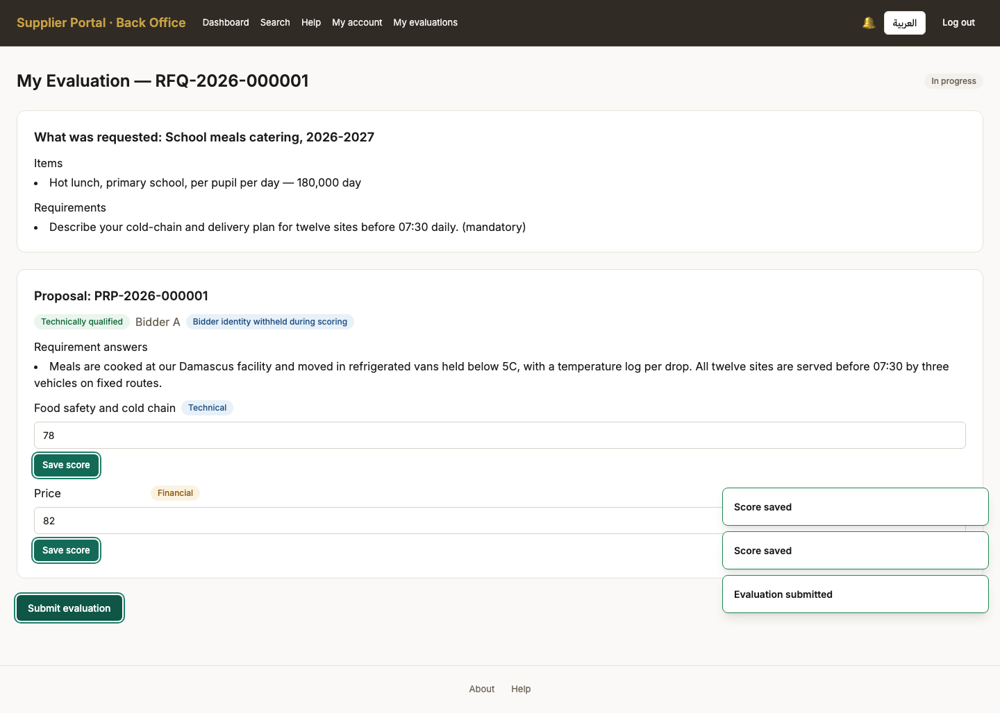 Supplier Portal · Back Office
Dashboard
Search
Help
My account
My evaluations
العربية
Log out
My Evaluation — RFQ-2026-000001
In progress
What was requested: School meals catering, 2026-2027
Items
• Hot lunch, primary school, per pupil per day — 180,000 day
Requirements
• Describe your cold-chain and delivery plan for twelve sites before 07:30 daily. (mandatory)
Proposal: PRP-2026-000001
Technically qualified
Bidder A
Bidder identity withheld during scoring
Requirement answers
• Meals are cooked at our Damascus facility and moved in refrigerated vans held below 5C, with a temperature log per drop. All twelve sites are served before 07:30 by three
vehicles on fixed routes.
Food safety and cold chain
Technical
78
Save score
Price
Financial
82
Save score
Score saved
Score saved
Evaluation submitted
Submit evaluation
About
Help